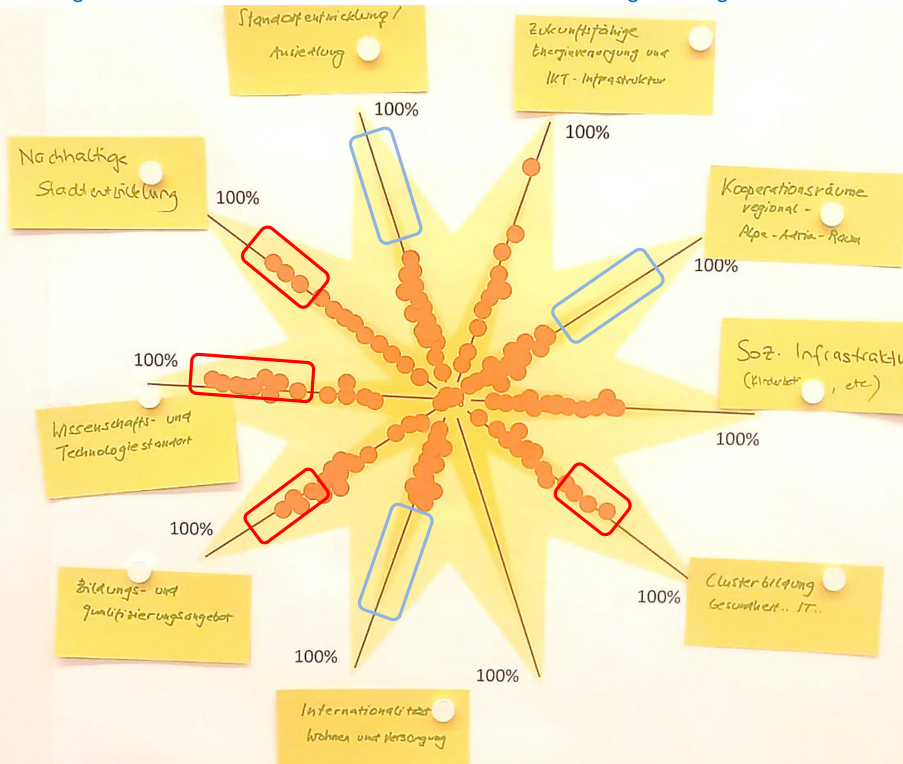 Standortentwicklung /
Ansiedlung
100%
Zukunftsfähige
Energieversorgung und
IKT-Infrastruktur
100%
Nachhaltige
Stadtentwicklung
100%
Kooperationsräume
regional -
Alpe-Adria-Raum
100%
Soz. Infrastruktu
(Kinderbet , etc)
100%
100%
Wissenschafts- und
Technologiestandort
100%
Bildungs- und
Qualifizierungsangebot
100%
Clusterbildung
Gesundheit.. IT..
100%
100%
Internationalität
Wohnen und Versorgung